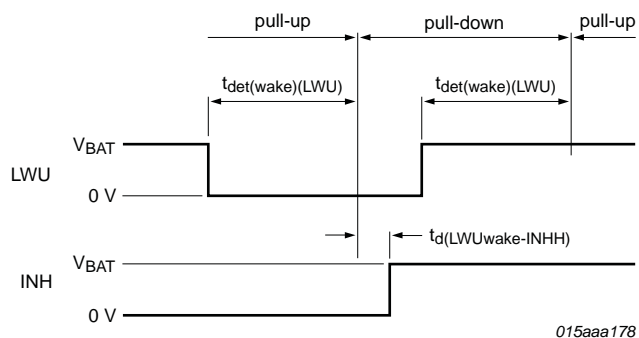 pull-up pull-down pull-up
tdet(wake)(LWU) tdet(wake)(LWU)
VBAT
LWU
0 V
td(LWUwake-INHH)
VBAT
INH
0 V
015aaa178